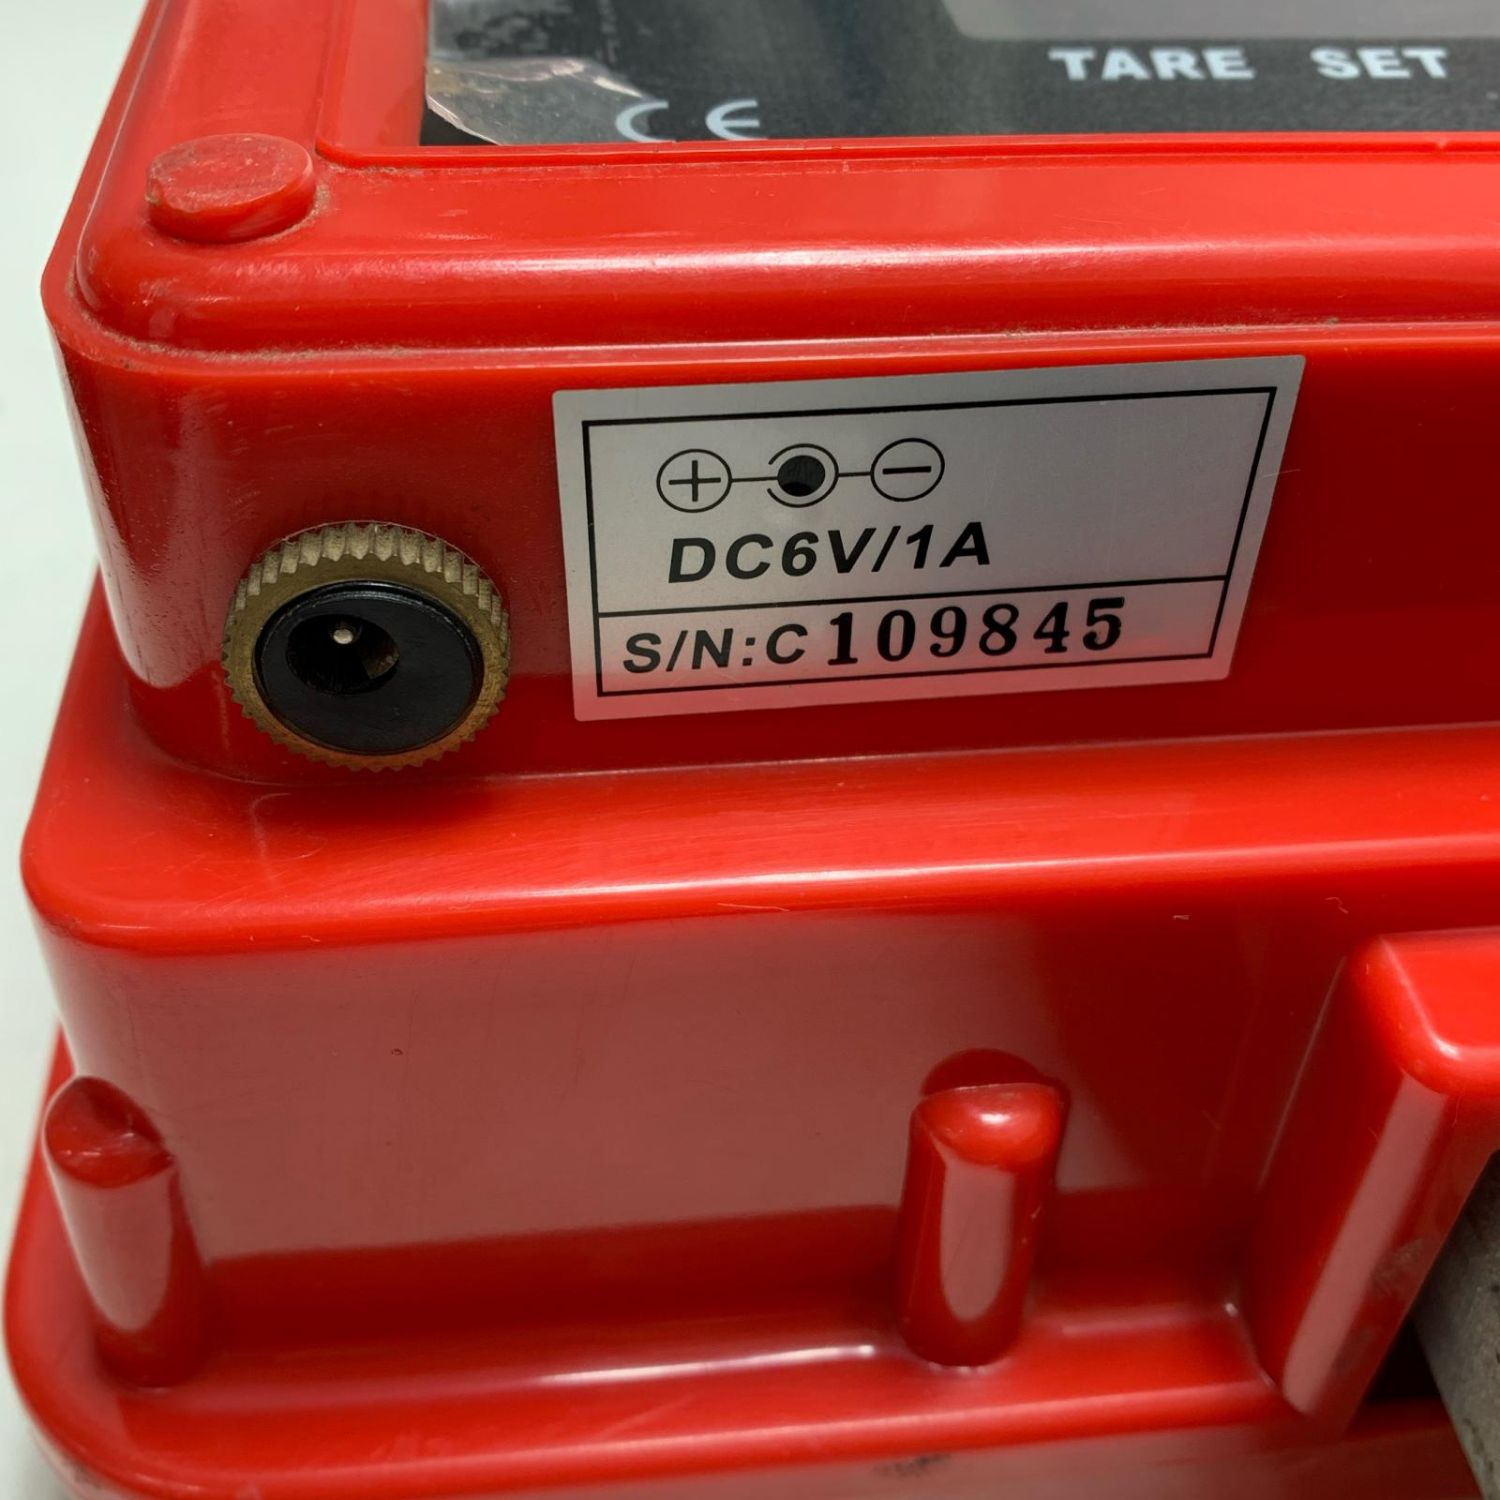 TARE SET
CE
DC6V/1A
S/N:C109845